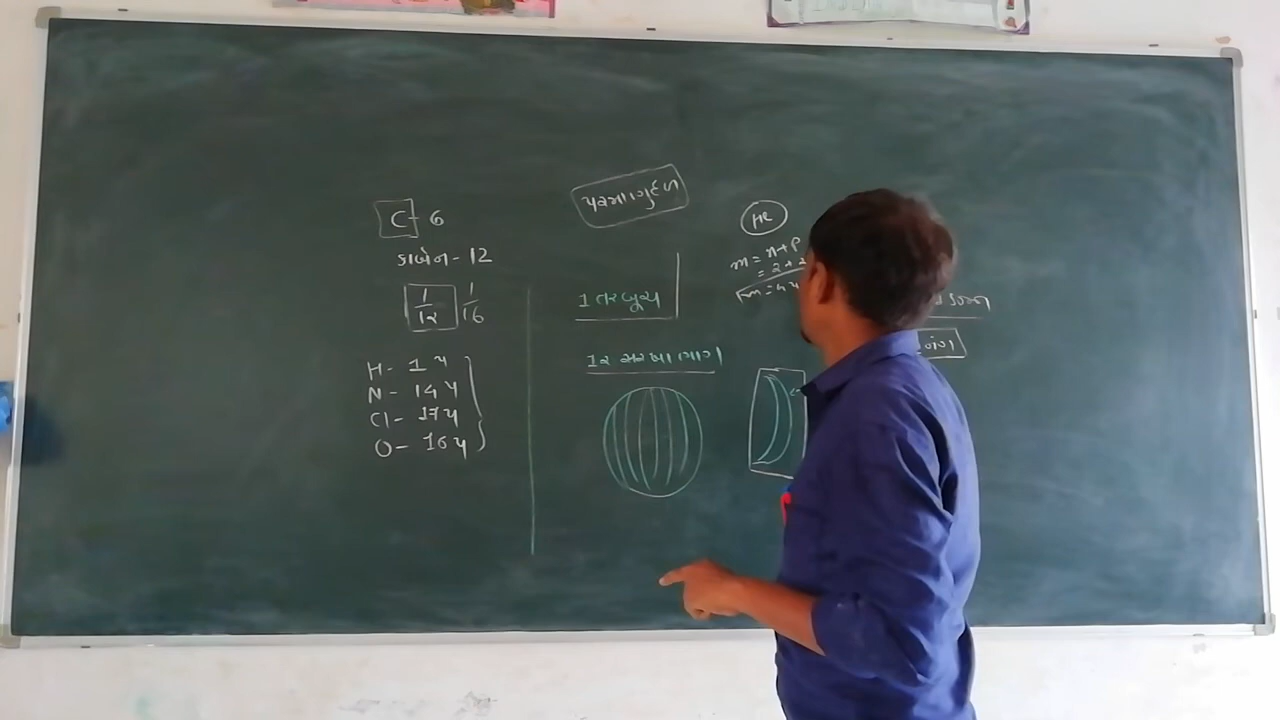 પરમાણુદળ
C - 6
કાર્બન - 12
1/12 1/16
H - 1 પ
N - 14 પ
Cl - 17 પ
O - 16 પ
1 તરબૂચ
12 સરખા ભાગ
He
m = n + p
= 2 + 2
m = 4 પ